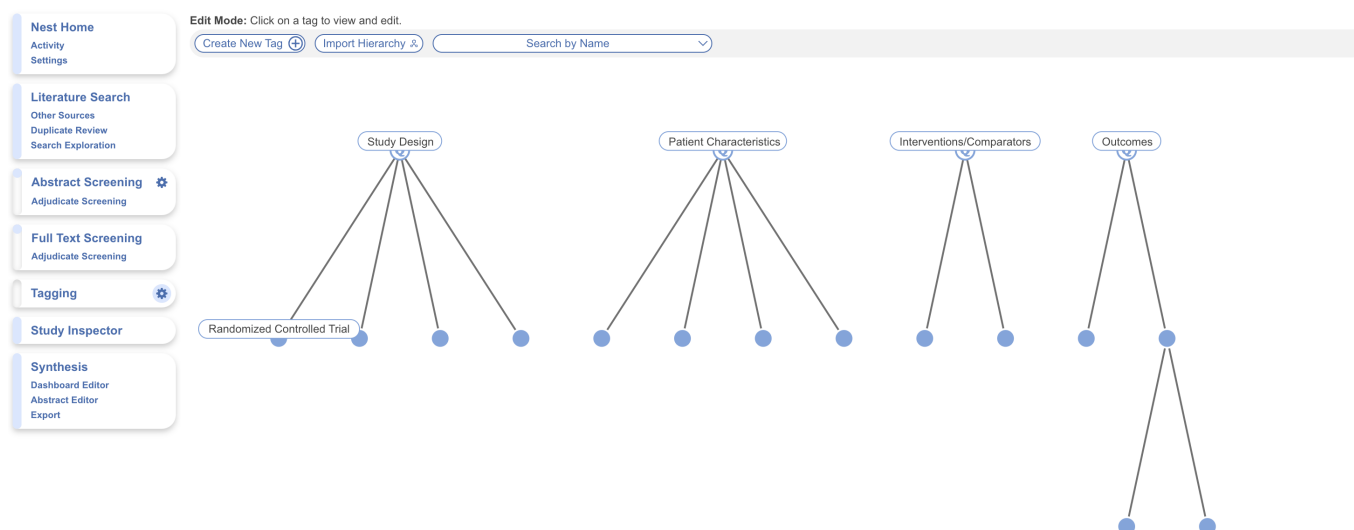 Nest Home
Activity
Settings
Literature Search
Other Sources
Duplicate Review
Search Exploration
Abstract Screening
Adjudicate Screening
Full Text Screening
Adjudicate Screening
Tagging
Study Inspector
Synthesis
Dashboard Editor
Abstract Editor
Export
Edit Mode: Click on a tag to view and edit.
Create New Tag
Import Hierarchy
Search by Name
Study Design
Patient Characteristics
Interventions/Comparators
Outcomes
Randomized Controlled Trial